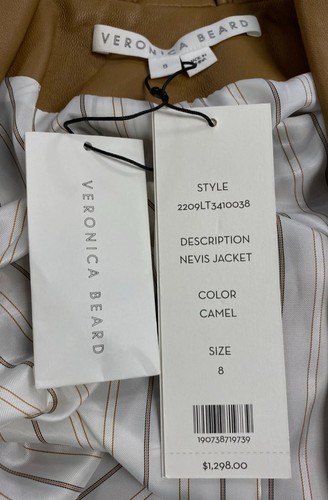 VERONICA BEARD
8
VERONICA BEARD
STYLE
2209LT3410038
DESCRIPTION
NEVIS JACKET
COLOR
CAMEL
SIZE
8
190738719739
$1,298.00